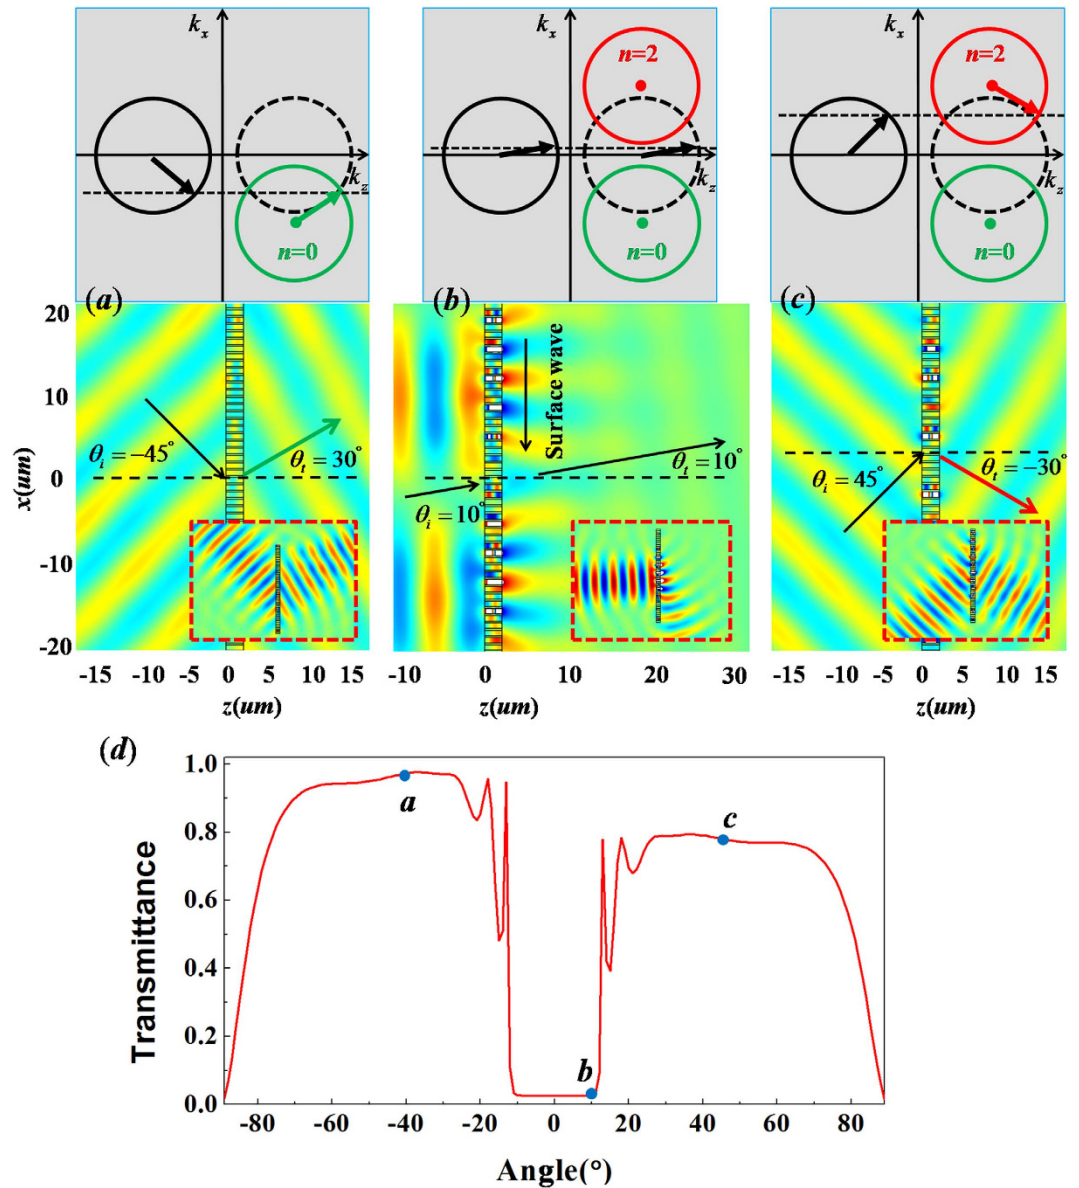 k_x
k_z
n=0
k_x
n=2
k_z
n=0
k_x
n=2
k_z
n=0
(a)
(b)
(c)
20
10
0
-10
-20
x(um)
θ_i = −45°
θ_t = 30°
Surface wave
θ_i = 10°
θ_t = 10°
θ_i = 45°
θ_t = −30°
-15 -10 -5 0 5 10 15
z(um)
-10 0 10 20 30
z(um)
-15 -10 -5 0 5 10 15
z(um)
(d)
1.0
0.8
0.6
0.4
0.2
0.0
Transmittance
a
b
c
-80 -60 -40 -20 0 20 40 60 80
Angle(°)